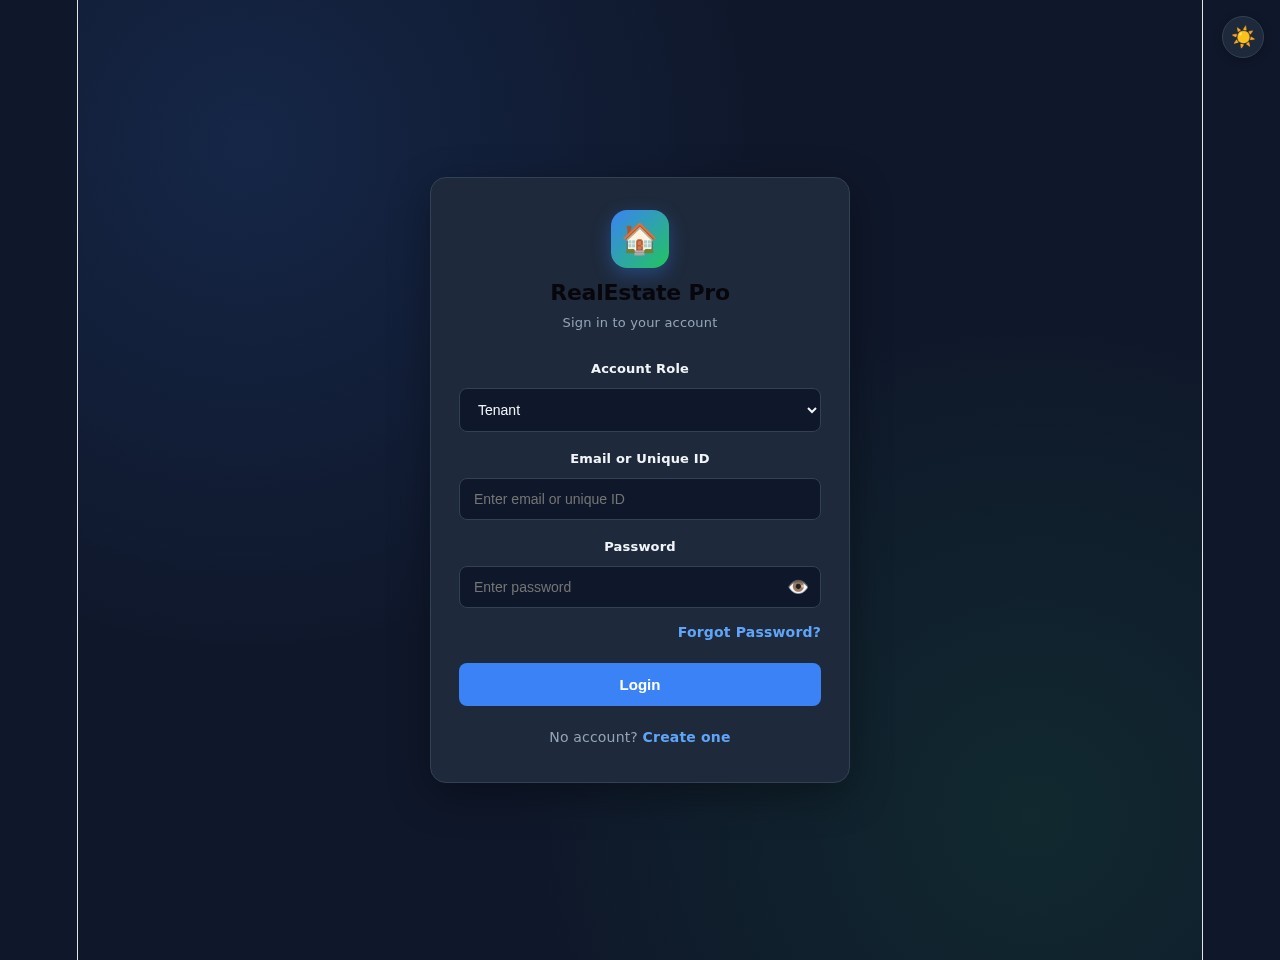 RealEstate Pro
Sign in to your account
Account Role
Tenant
Email or Unique ID
Enter email or unique ID
Password
Enter password
Forgot Password?
Login
No account? Create one